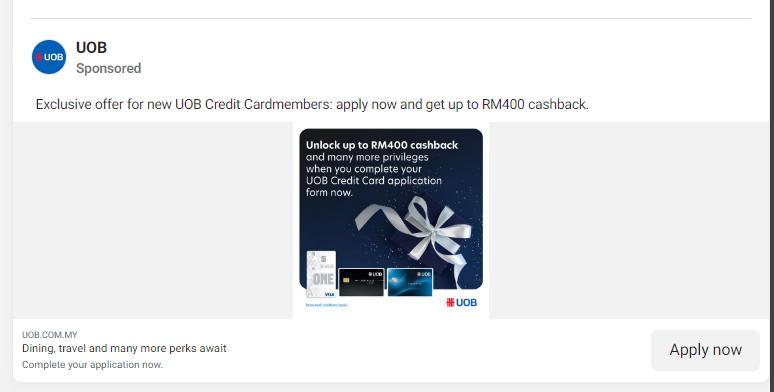 UOB
UOB
Sponsored
Exclusive offer for new UOB Credit Cardmembers: apply now and get up to RM400 cashback.
Unlock up to RM400 cashback
and many more privileges
when you complete your
UOB Credit Card application
form now.
ONE
VISA
UOB
UOB
Terms and conditions apply.
UOB
UOB.COM.MY
Dining, travel and many more perks await
Complete your application now.
Apply now